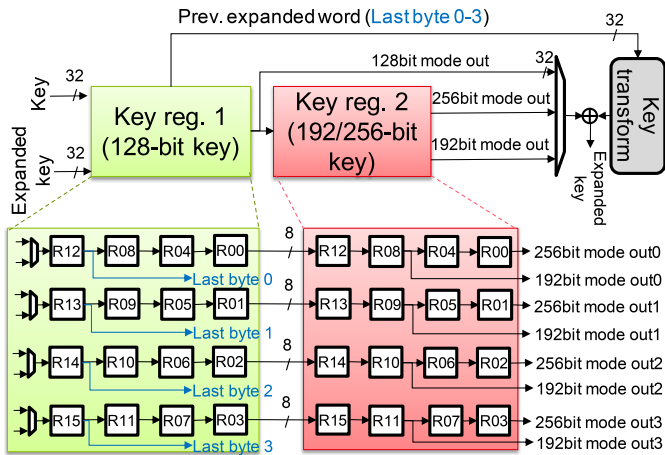 Prev. expanded word (Last byte 0-3)
32
32
128bit mode out
32
Key
Key reg. 1
(128-bit key)
Key reg. 2
(192/256-bit
key)
256bit mode out
192bit mode out
Key
transform
32
Expanded
key
Expanded
key
8
R12 R08 R04 R00
R12 R08 R04 R00
256bit mode out0
Last byte 0
192bit mode out0
8
R13 R09 R05 R01
R13 R09 R05 R01
256bit mode out1
Last byte 1
192bit mode out1
8
R14 R10 R06 R02
R14 R10 R06 R02
256bit mode out2
Last byte 2
192bit mode out2
8
R15 R11 R07 R03
R15 R11 R07 R03
256bit mode out3
Last byte 3
192bit mode out3